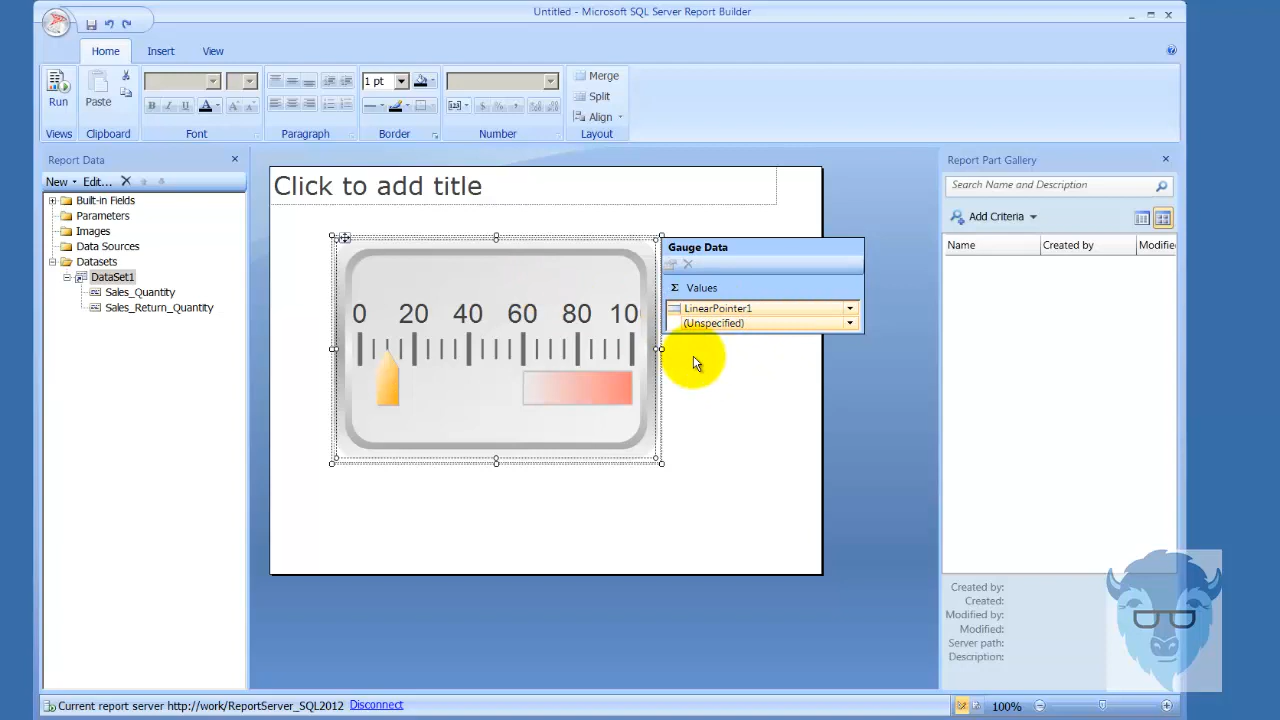 Untitled - Microsoft SQL Server Report Builder
Home Insert View
Run Paste 1 pt Merge
Split
Align
B I U A A A $ % ,
Views Clipboard Font Paragraph Border Number Layout
Report Data
New Edit...
Built-in Fields
Parameters
Images
Data Sources
Datasets
DataSet1
Sales_Quantity
Sales_Return_Quantity
Click to add title
0 20 40 60 80 10
Gauge Data
Σ Values
LinearPointer1
(Unspecified)
Report Part Gallery
Search Name and Description
Add Criteria
Name Created by Modifie
Created by:
Created:
Modified by:
Modified:
Server path:
Description:
Current report server http://work/ReportServer_SQL2012 Disconnect
100%